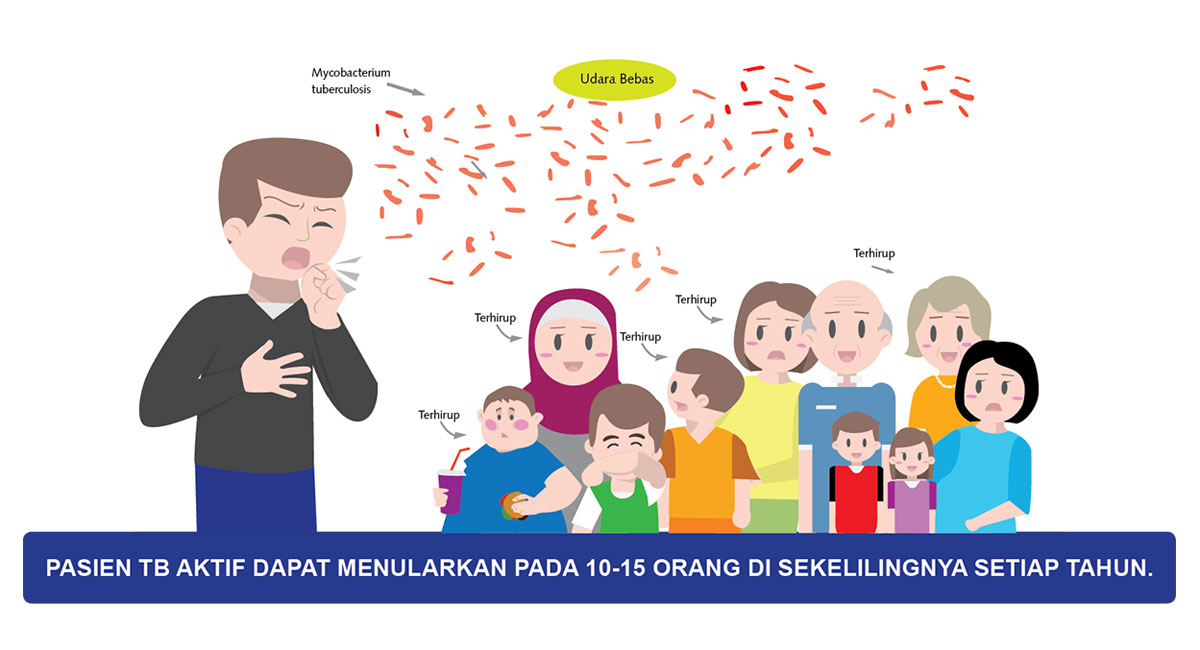 Mycobacterium
tuberculosis
Udara Bebas
Terhirup
Terhirup
Terhirup
Terhirup
Terhirup
PASIEN TB AKTIF DAPAT MENULARKAN PADA 10-15 ORANG DI SEKELILINGNYA SETIAP TAHUN.